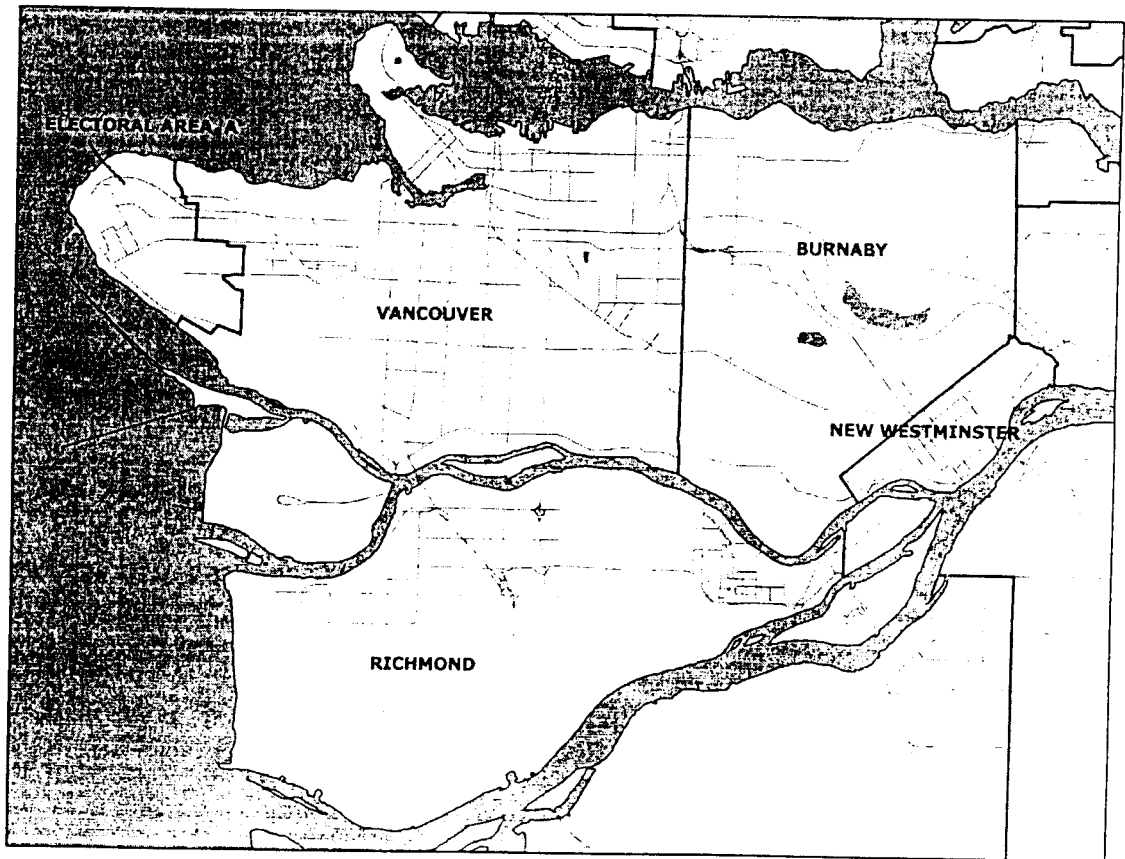 ELECTORAL AREA A
BURNABY
VANCOUVER
NEW WESTMINSTER
RICHMOND